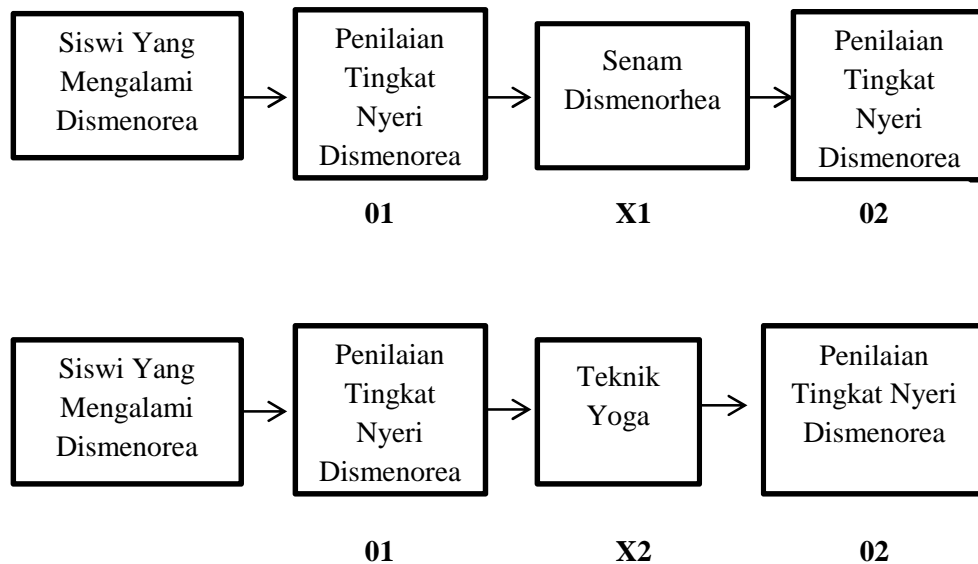 Siswi Yang
Mengalami
Dismenorea
Penilaian
Tingkat
Nyeri
Dismenorea
Senam
Dismenorhea
Penilaian
Tingkat
Nyeri
Dismenorea
01
X1
02
Siswi Yang
Mengalami
Dismenorea
Penilaian
Tingkat
Nyeri
Dismenorea
Teknik
Yoga
Penilaian
Tingkat Nyeri
Dismenorea
01
X2
02